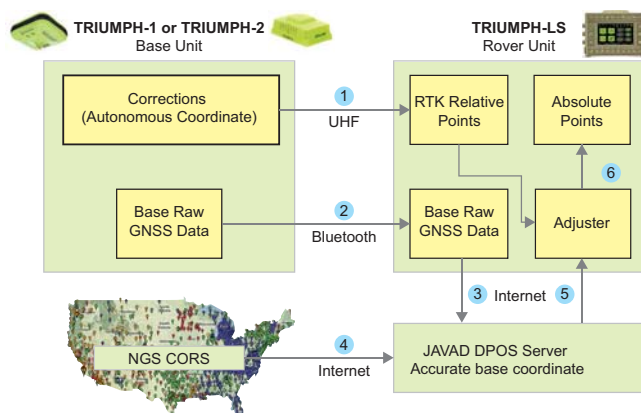 TRIUMPH-1 or TRIUMPH-2
Base Unit
TRIUMPH-LS
Rover Unit
Corrections
(Autonomous Coordinate)
1
UHF
RTK Relative
Points
Absolute
Points
6
Base Raw
GNSS Data
2
Bluetooth
Base Raw
GNSS Data
Adjuster
3
Internet
5
NGS CORS
4
Internet
JAVAD DPOS Server
Accurate base coordinate